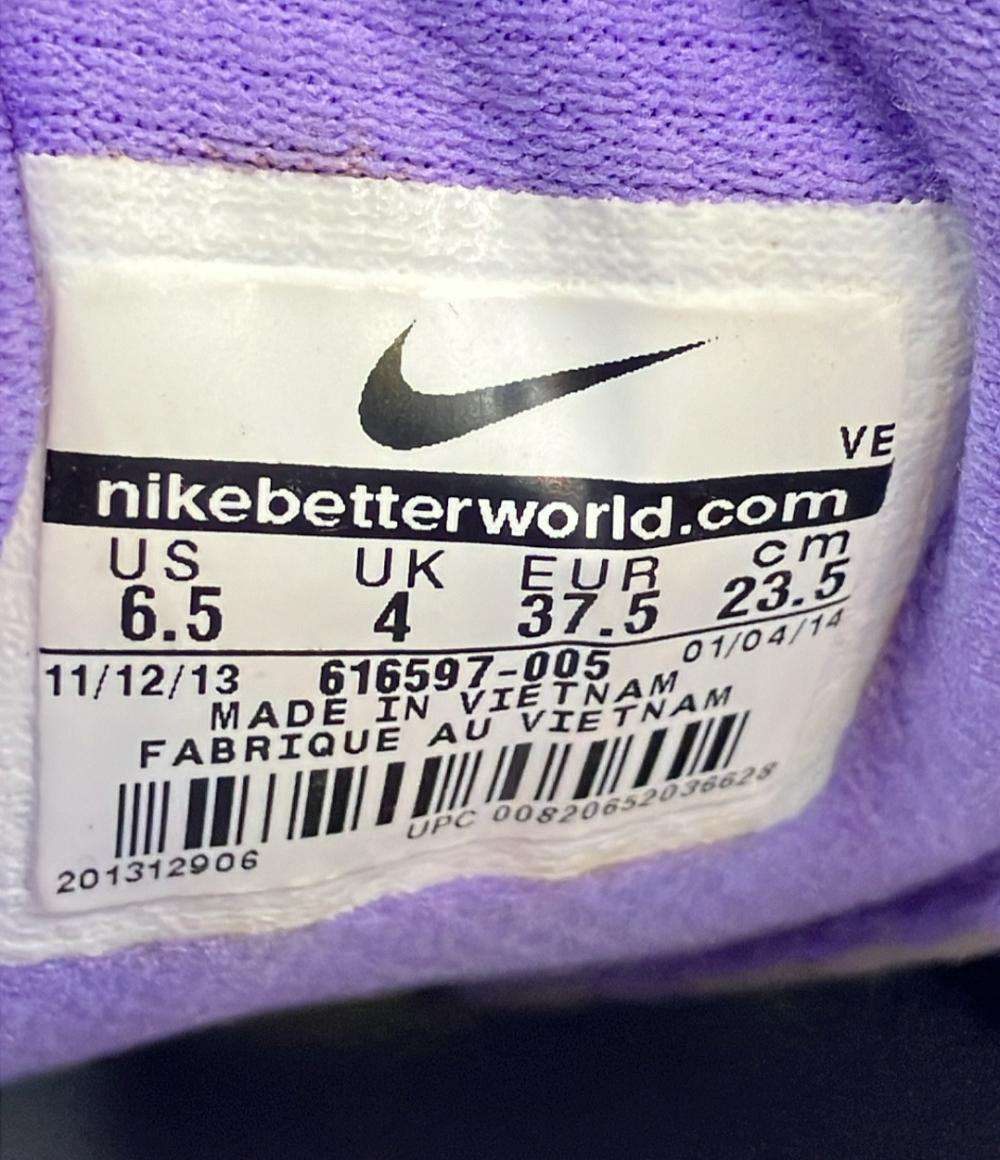 VE
nikebetterworld.com
US UK EUR cm
6.5 4 37.5 23.5
11/12/13 616597-005 01/04/14
MADE IN VIETNAM
FABRIQUE AU VIETNAM
UPC 00820652036628
201312906